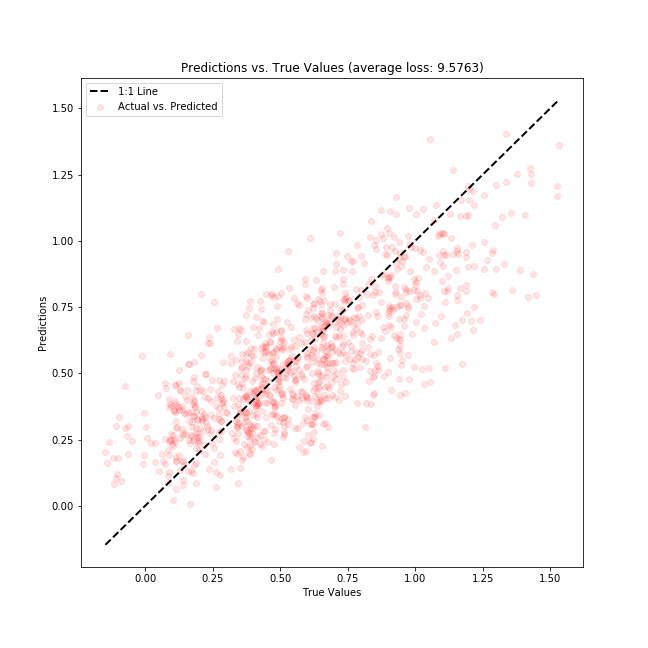 Predictions vs. True Values (average loss: 9.5763)
1:1 Line
Actual vs. Predicted
1.50
1.25
1.00
0.75
0.50
0.25
0.00
Predictions
0.00 0.25 0.50 0.75 1.00 1.25 1.50
True Values